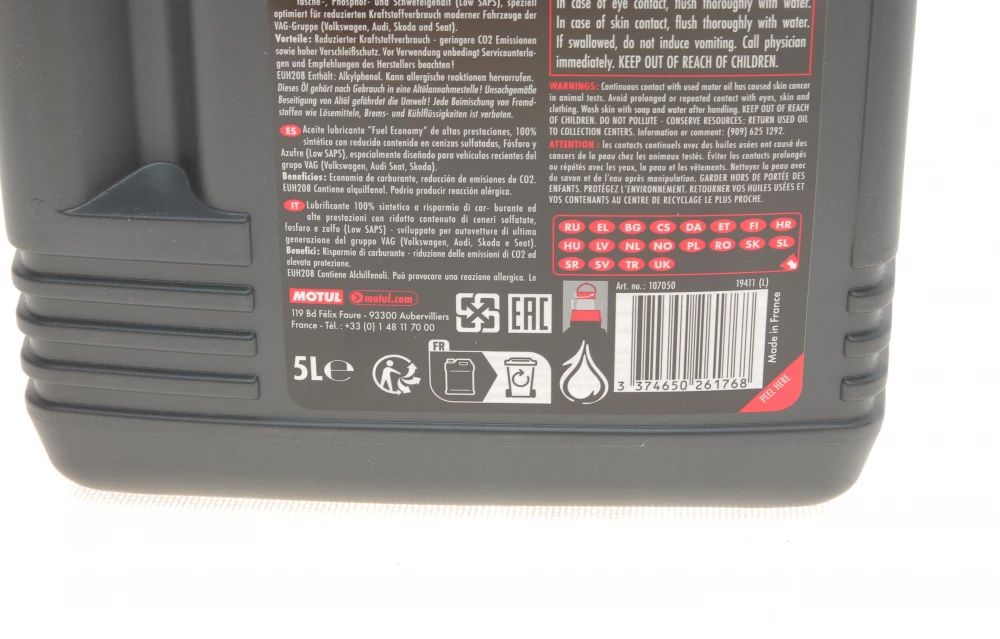 asche-, Phosphor- und Schwefelgehalt (Low SAPS), speziell
optimiert für reduzierten Kraftstoffverbrauch moderner Fahrzeuge der
VAG-Gruppe (Volkswagen, Audi, Skoda und Seat).
Vorteile: Reduzierter Kraftstoffverbrauch - geringere CO2 Emissionen
sowie hoher Verschleißschutz. Vor Verwendung unbedingt Serviceunterla-
gen und Empfehlungen des Herstellers beachten!
EUH208 Enthält: Alkylphenol. Kann allergische reaktionen hervorrufen.
Dieses Öl gehört nach Gebrauch in eine Altölannahmestelle! Unsachgemäße
Beseitigung von Altöl gefährdet die Umwelt! Jede Beimischung von Fremd-
stoffen wie Lösemitteln, Brems- und Kühlflüssigkeiten ist verboten.
ES Aceite lubricante "Fuel Economy" de altas prestaciones, 100%
sintético con reducido contenido en cenizas sulfatadas, Fósforo y
Azufre (Low SAPS), especialmente diseñado para vehículos recientes del
grupo VAG (Volkswagen, Audi Seat, Skoda).
Beneficios: Economía de carburante, reducción de emisiones de CO2.
EUH208 Contiene alquilfenol. Podría producir reacción alérgica.
IT Lubrificante 100% sintetico a risparmio di car- burante ed
alte prestazioni con ridotto contenuto di ceneri solfatate,
fosforo e zolfo (Low SAPS) - sviluppato per autovetture di ultima
generazione del gruppo VAG (Volkswagen, Audi, Skoda e Seat).
Benefici: Risparmio di carburante - riduzione delle emissioni di CO2 ed
elevata protezione.
EUH208 Contiene Alchilfenoli. Può provocare una reazione allergica. Le
MOTUL motul.com
119 Bd Félix Faure - 93300 Aubervilliers
France - Tél. : +33 (0) 1 48 11 70 00
EAC
5L e
FR
In case of eye contact, flush thoroughly with water.
In case of skin contact, flush thoroughly with water.
If swallowed, do not induce vomiting. Call physician
immediately. KEEP OUT OF REACH OF CHILDREN.
WARNINGS: Continuous contact with used motor oil has caused skin cancer
in animal tests. Avoid prolonged or repeated contact with eyes, skin and
clothing. Wash skin with soap and water after handling. KEEP OUT OF REACH
OF CHILDREN. DO NOT POLLUTE - CONSERVE RESOURCES: RETURN USED OIL
TO COLLECTION CENTERS. Information or comment: (909) 625 1292.
ATTENTION : les contacts continuels avec des huiles usées ont causé des
cancers de la peau chez les animaux testés. Éviter les contacts prolongés
ou répétés avec les yeux, la peau et les vêtements. Nettoyer la peau avec
du savon et de l'eau après manipulation. GARDER HORS DE PORTÉE DES
ENFANTS. PROTÉGEZ L'ENVIRONNEMENT. RETOURNER VOS HUILES USÉES ET
VOS CONTENANTS AU CENTRE DE RECYCLAGE LE PLUS PROCHE.
RU EL BG CS DA ET FI HR
HU LV NL NO PL RO SK SL
SR SV TR UK
Art. no.: 107050 19411 (L)
3 374650 261768
Made in France
PEEL HERE